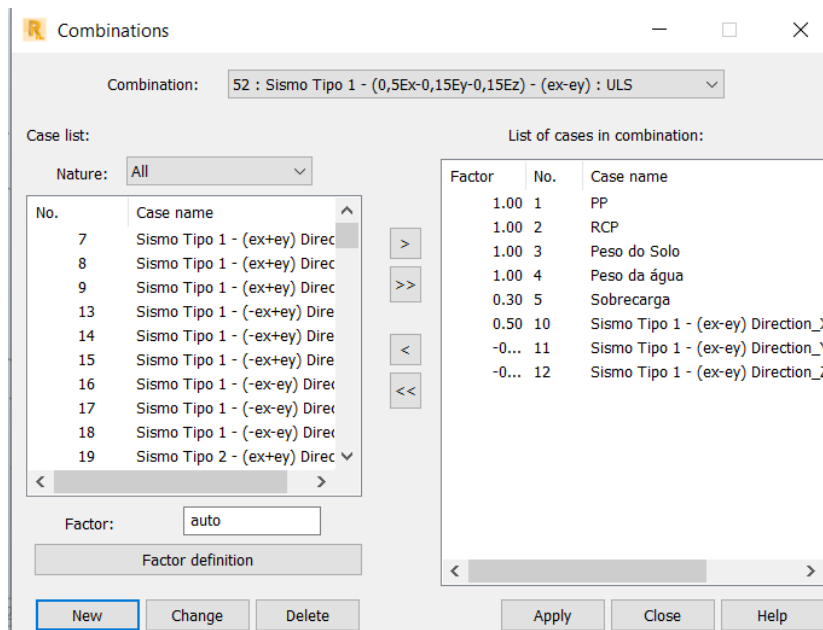 Combinations
Combination: 52 : Sismo Tipo 1 - (0,5Ex-0,15Ey-0,15Ez) - (ex-ey) : ULS
Case list:
Nature: All
No. Case name
7 Sismo Tipo 1 - (ex+ey) Direc
8 Sismo Tipo 1 - (ex+ey) Direc
9 Sismo Tipo 1 - (ex+ey) Direc
13 Sismo Tipo 1 - (-ex+ey) Dire
14 Sismo Tipo 1 - (-ex+ey) Dire
15 Sismo Tipo 1 - (-ex+ey) Dire
16 Sismo Tipo 1 - (-ex-ey) Direc
17 Sismo Tipo 1 - (-ex-ey) Direc
18 Sismo Tipo 1 - (-ex-ey) Direc
19 Sismo Tipo 2 - (ex+ey) Direc
Factor: auto
Factor definition
New Change Delete
>
>>
<
<<
List of cases in combination:
Factor No. Case name
1.00 1 PP
1.00 2 RCP
1.00 3 Peso do Solo
1.00 4 Peso da água
0.30 5 Sobrecarga
0.50 10 Sismo Tipo 1 - (ex-ey) Direction_X
-0... 11 Sismo Tipo 1 - (ex-ey) Direction_Y
-0... 12 Sismo Tipo 1 - (ex-ey) Direction_Z
Apply Close Help